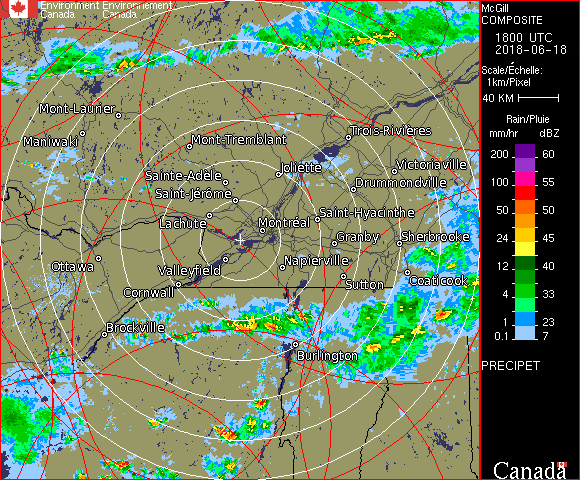 Environment Environnement
Canada Canada
McGill
COMPOSITE
1800 UTC
2018-06-18
Scale/Échelle:
1km/Pixel
40 KM
Rain/Pluie
mm/hr dBZ
200 60
100 55
50 50
24 45
12 40
4 33
1 23
0.1 7
PRECIPET
Canada
Mont-Laurier
Maniwaki
Mont-Tremblant
Trois-Rivières
Sainte-Adèle
Joliette
Victoriaville
Saint-Jérôme
Drummondville
Lachute
Montréal
Saint-Hyacinthe
Granby
Sherbrooke
Ottawa
Valleyfield
Napierville
Cornwall
Sutton
Coaticook
Brockville
Burlington